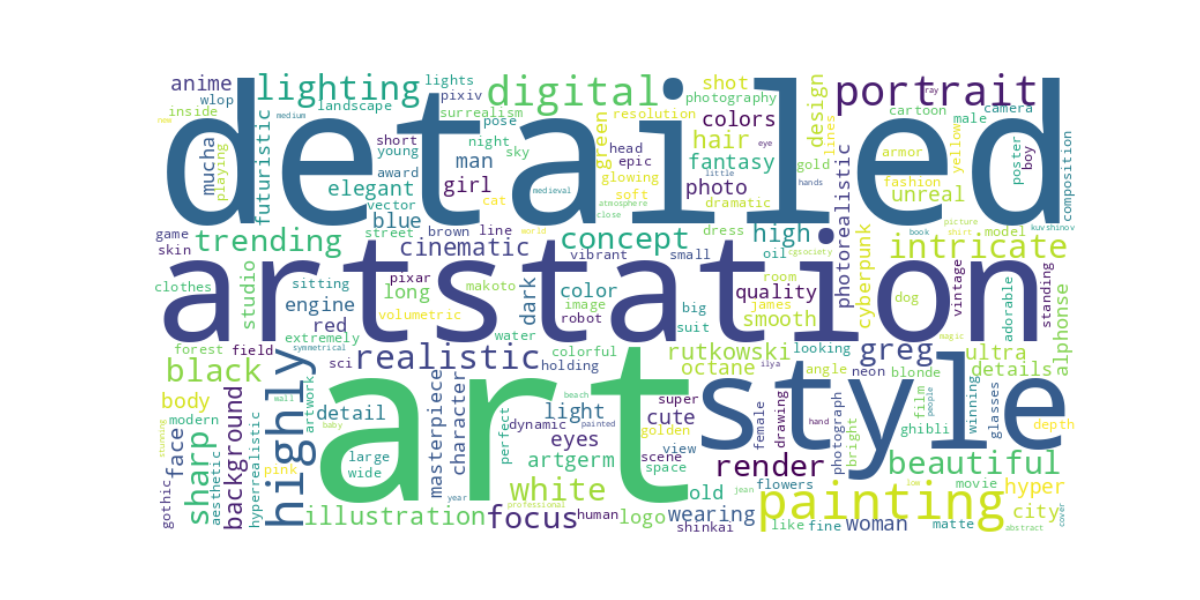 anime
lighting
lights
digital
shot
design
portrait
ray
wlop
pixiv
photography
inside
landscape
surrealism
resolution
colors
cartoon
camera
new
medium
pose
green
lines
male
detailed
futuristic
short
night
sky
head
hair
eye
armor
yellow
poster
boy
composition
mucha
playing
young
man
epic
fantasy
gold
photorealistic
award
girl
glowing
little
elegant
cat
medieval
soft
photo
hands
fashion
unreal
vector
atmosphere
dramatic
blue
close
game
street
brown
line
dress
high
picture
shirt
kuvshinov
skin
trending
cinematic
concept
vibrant
world
oil
book
model
cyberpunk
intricate
small
cgsociety
artstation
clothes
studio
sitting
pixar
long
makoto
dark
color
room
quality
dog
vintage
adorable
standing
engine
volumetric
image
big
james
red
robot
suit
smooth
alphonse
extremely
water
magic
forest
field
symmetrical
sci
realistic
colorful
rutkowski
looking
greg
ultra
black
highly
holding
octane
ilya
angle
neon
blonde
details
art
style
body
wall
artwork
masterpiece
character
beach
super
film
people
winning
glasses
modern
detail
baby
perfect
dynamic
light
painted
cute
female
drawing
hand
photograph
bright
ghibli
depth
stunning
face
sharp
background
hyperrealistic
eyes
golden
view
scene
large
wide
pink
artgerm
space
render
beautiful
gothic
aesthetic
year
white
old
jean
flowers
painting
low
movie
hyper
illustration
professional
focus
human
logo
wearing
like
fine
woman
matte
city
cover
shinkai
abstract